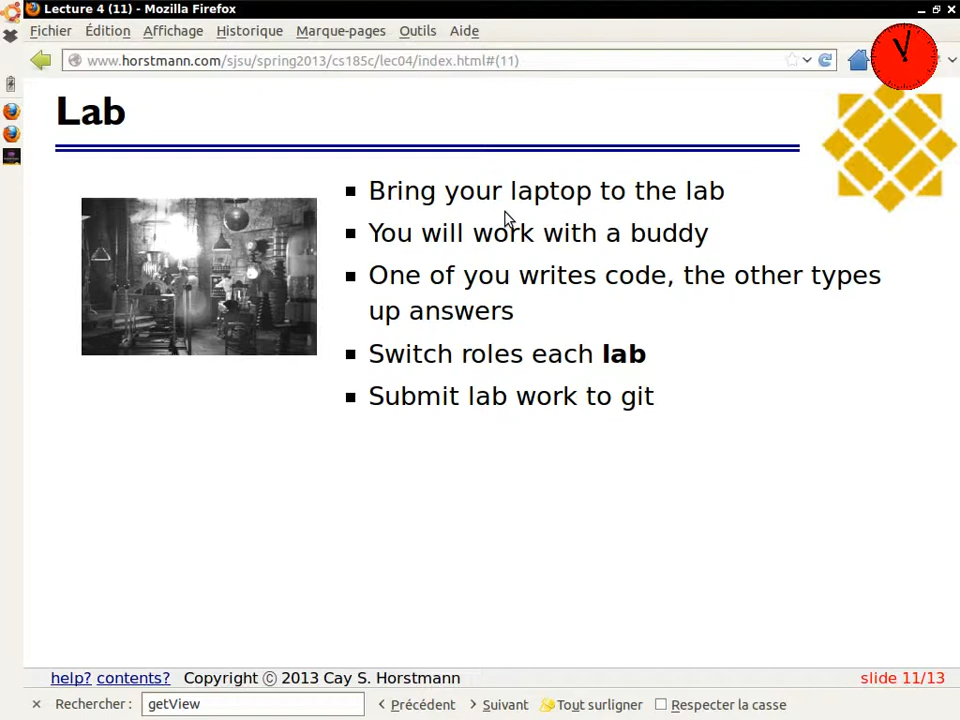 Lecture 4 (11) - Mozilla Firefox
Fichier Édition Affichage Historique Marque-pages Outils Aide
www.horstmann.com/sjsu/spring2013/cs185c/lec04/index.html#(11)
Lab
Bring your laptop to the lab
You will work with a buddy
One of you writes code, the other types
up answers
Switch roles each lab
Submit lab work to git
help? contents? Copyright © 2013 Cay S. Horstmann slide 11/13
Rechercher : getView Précédent Suivant Tout surligner Respecter la casse